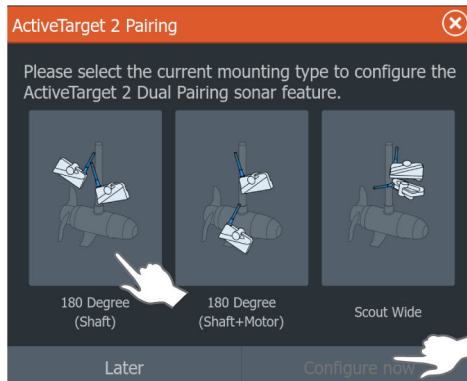 ActiveTarget 2 Pairing
Please select the current mounting type to configure the
ActiveTarget 2 Dual Pairing sonar feature.
180 Degree
(Shaft)
180 Degree
(Shaft+Motor)
Scout Wide
Later
Configure now